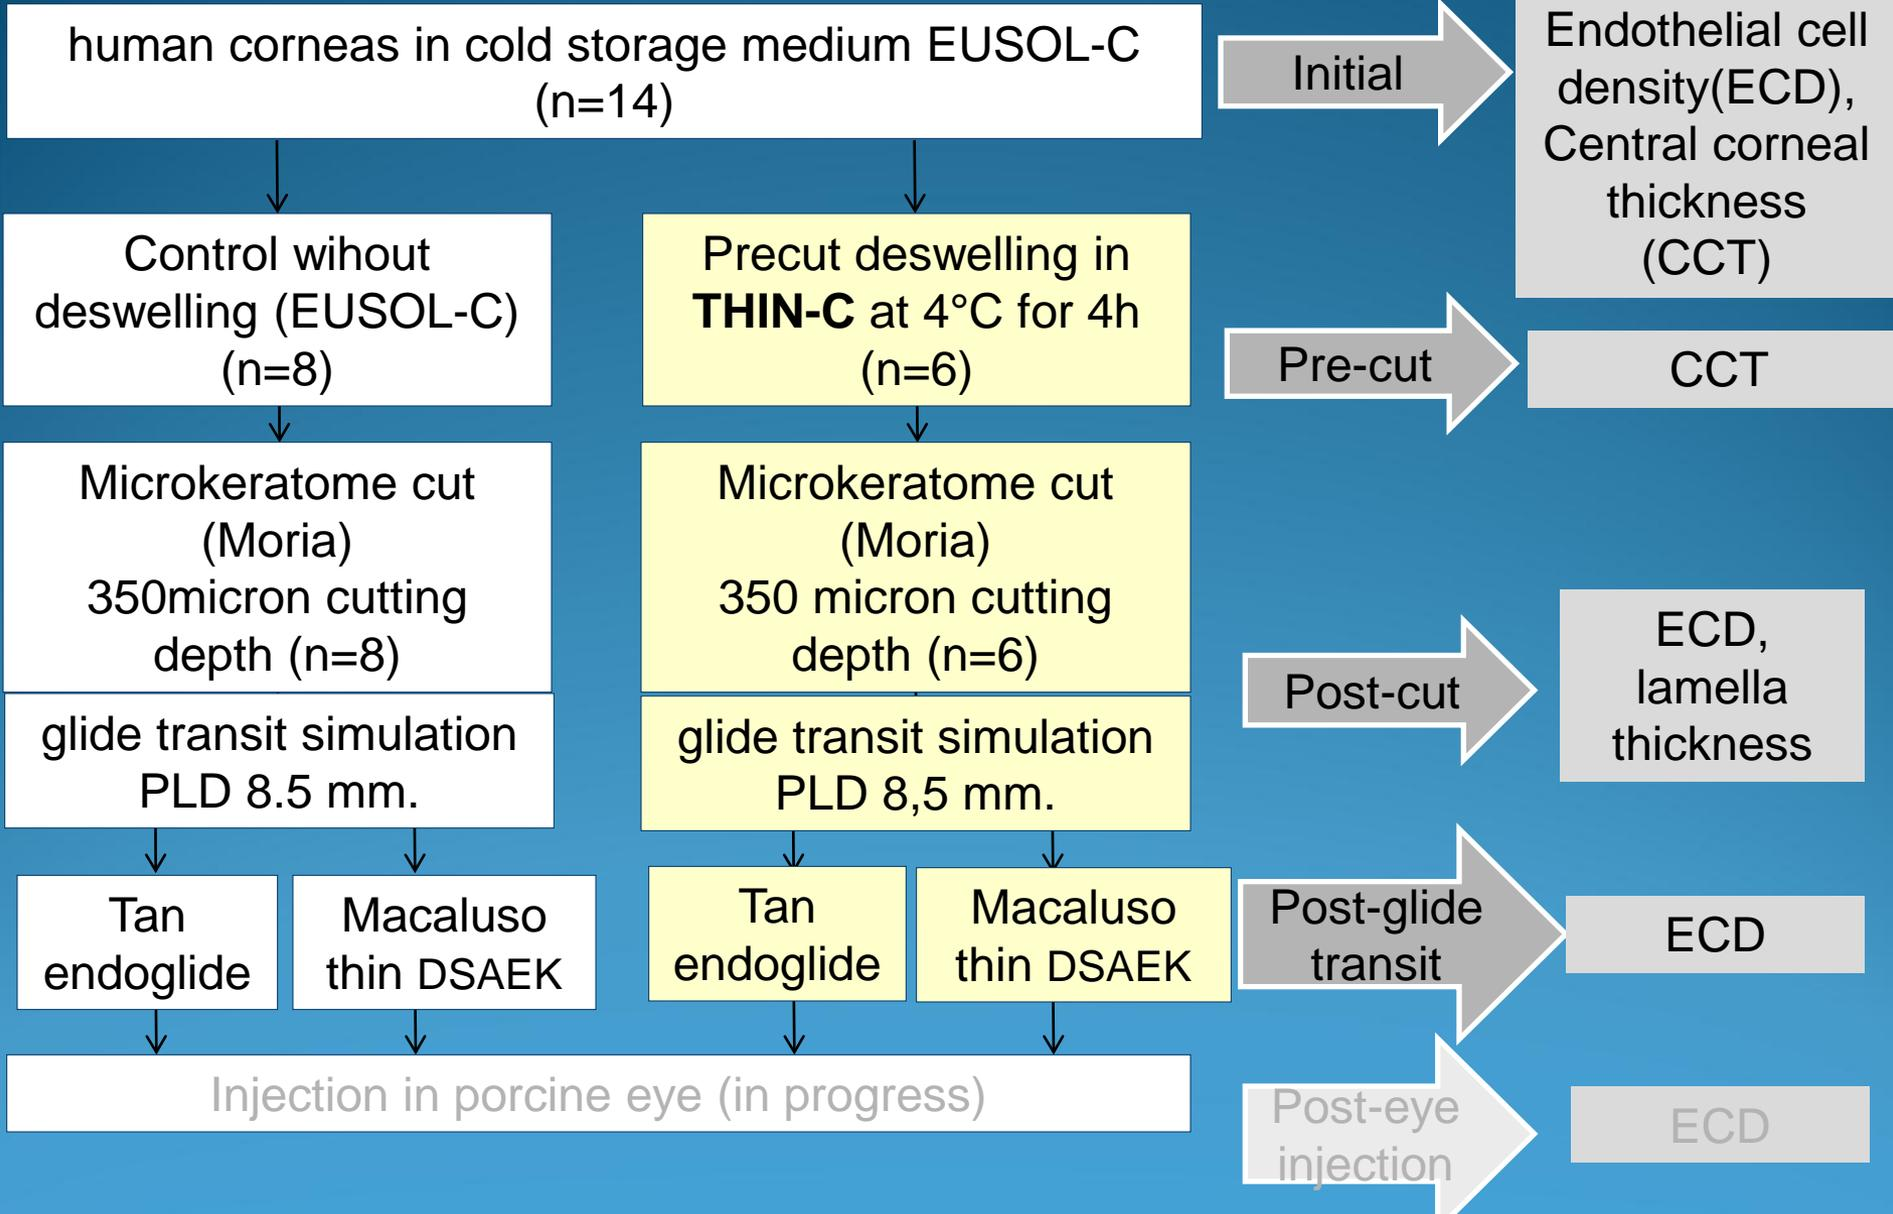 human corneas in cold storage medium EUSOL-C
(n=14)
Initial
Endothelial cell
density(ECD),
Central corneal
thickness
(CCT)
Control wihout
deswelling (EUSOL-C)
(n=8)
Precut deswelling in
THIN-C at 4°C for 4h
(n=6)
Pre-cut
CCT
Microkeratome cut
(Moria)
350micron cutting
depth (n=8)
Microkeratome cut
(Moria)
350 micron cutting
depth (n=6)
Post-cut
ECD,
lamella
thickness
glide transit simulation
PLD 8.5 mm.
glide transit simulation
PLD 8,5 mm.
Tan
endoglide
Macaluso
thin DSAEK
Tan
endoglide
Macaluso
thin DSAEK
Post-glide
transit
ECD
Injection in porcine eye (in progress)
Post-eye
injection
ECD